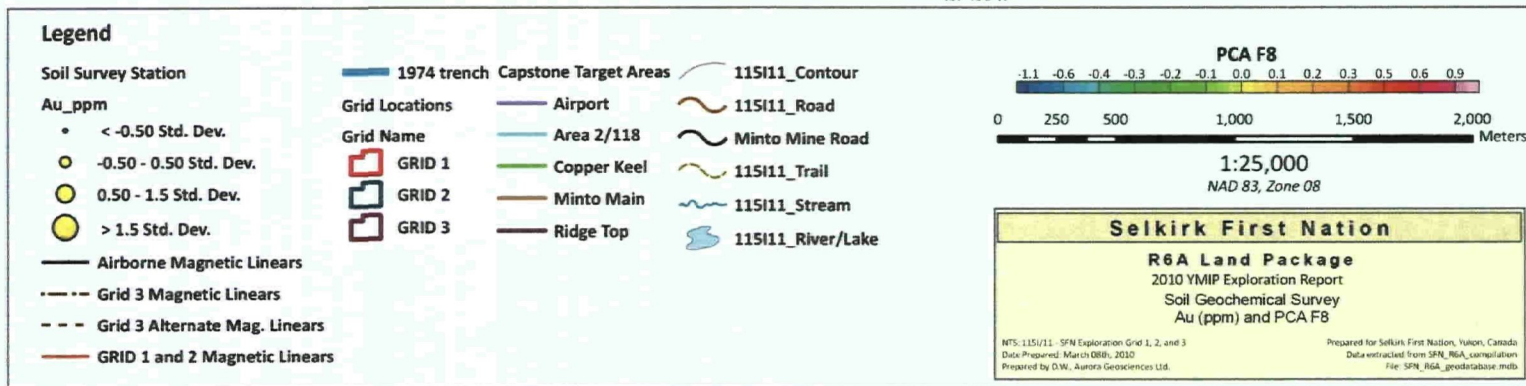 Legend
Soil Survey Station
Au_ppm
< -0.50 Std. Dev.
-0.50 - 0.50 Std. Dev.
0.50 - 1.5 Std. Dev.
> 1.5 Std. Dev.
Airborne Magnetic Linears
Grid 3 Magnetic Linears
Grid 3 Alternate Mag. Linears
GRID 1 and 2 Magnetic Linears
1974 trench
Grid Locations
Grid Name
GRID 1
GRID 2
GRID 3
Capstone Target Areas
Airport
Area 2/118
Copper Keel
Minto Main
Ridge Top
115I11_Contour
115I11_Road
Minto Mine Road
115I11_Trail
115I11_Stream
115I11_River/Lake
PCA F8
-1.1 -0.6 -0.4 -0.3 -0.2 -0.1 0.0 0.1 0.2 0.3 0.5 0.6 0.9
0 250 500 1,000 1,500 2,000
Meters
1:25,000
NAD 83, Zone 08
Selkirk First Nation
R6A Land Package
2010 YMIP Exploration Report
Soil Geochemical Survey
Au (ppm) and PCA F8
NTS: 115I/11 - SFN Exploration Grid 1, 2, and 3
Date Prepared: March 08th, 2010
Prepared by D.W., Aurora Geosciences Ltd.
Prepared for Selkirk First Nation, Yukon, Canada
Data extracted from SFN_R6A_compilation
File: SFN_R6A_geodatabase.mdb